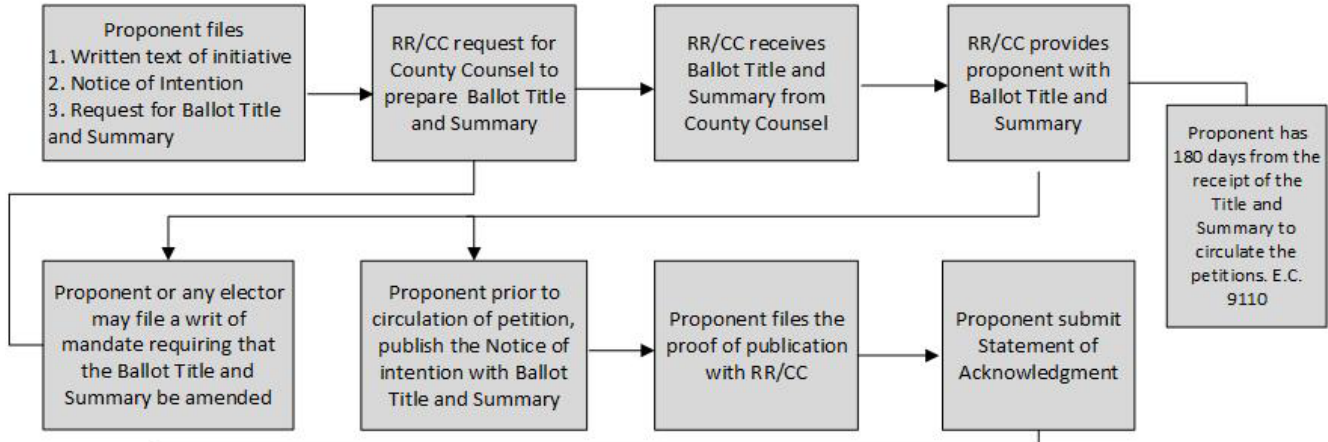 Proponent files
1. Written text of initiative
2. Notice of Intention
3. Request for Ballot Title
and Summary
RR/CC request for
County Counsel to
prepare Ballot Title
and Summary
RR/CC receives
Ballot Title and
Summary from
County Counsel
RR/CC provides
proponent with
Ballot Title and
Summary
Proponent has
180 days from the
receipt of the
Title and
Summary to
circulate the
petitions. E.C.
9110
Proponent or any elector
may file a writ of
mandate requiring that
the Ballot Title and
Summary be amended
Proponent prior to
circulation of petition,
publish the Notice of
intention with Ballot
Title and Summary
Proponent files the
proof of publication
with RR/CC
Proponent submit
Statement of
Acknowledgment